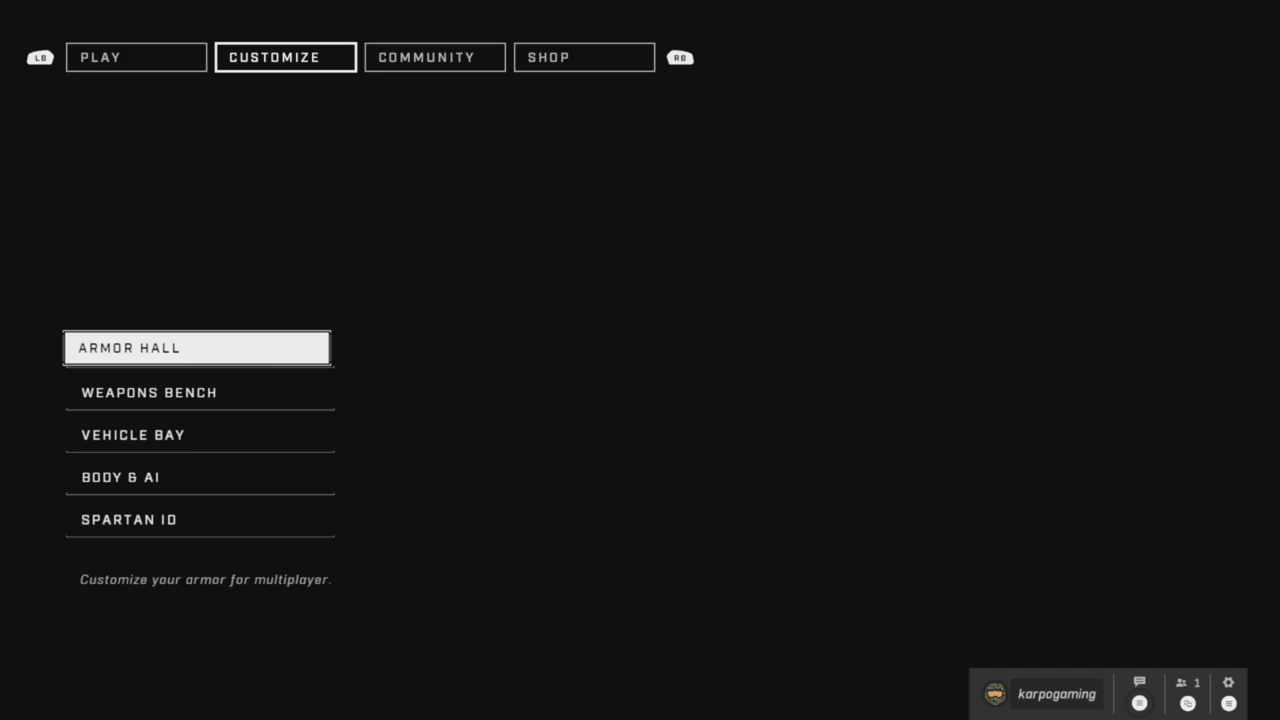 LB PLAY CUSTOMIZE COMMUNITY SHOP RB
ARMOR HALL
WEAPONS BENCH
VEHICLE BAY
BODY & AI
SPARTAN ID
Customize your armor for multiplayer.
karpogaming 1